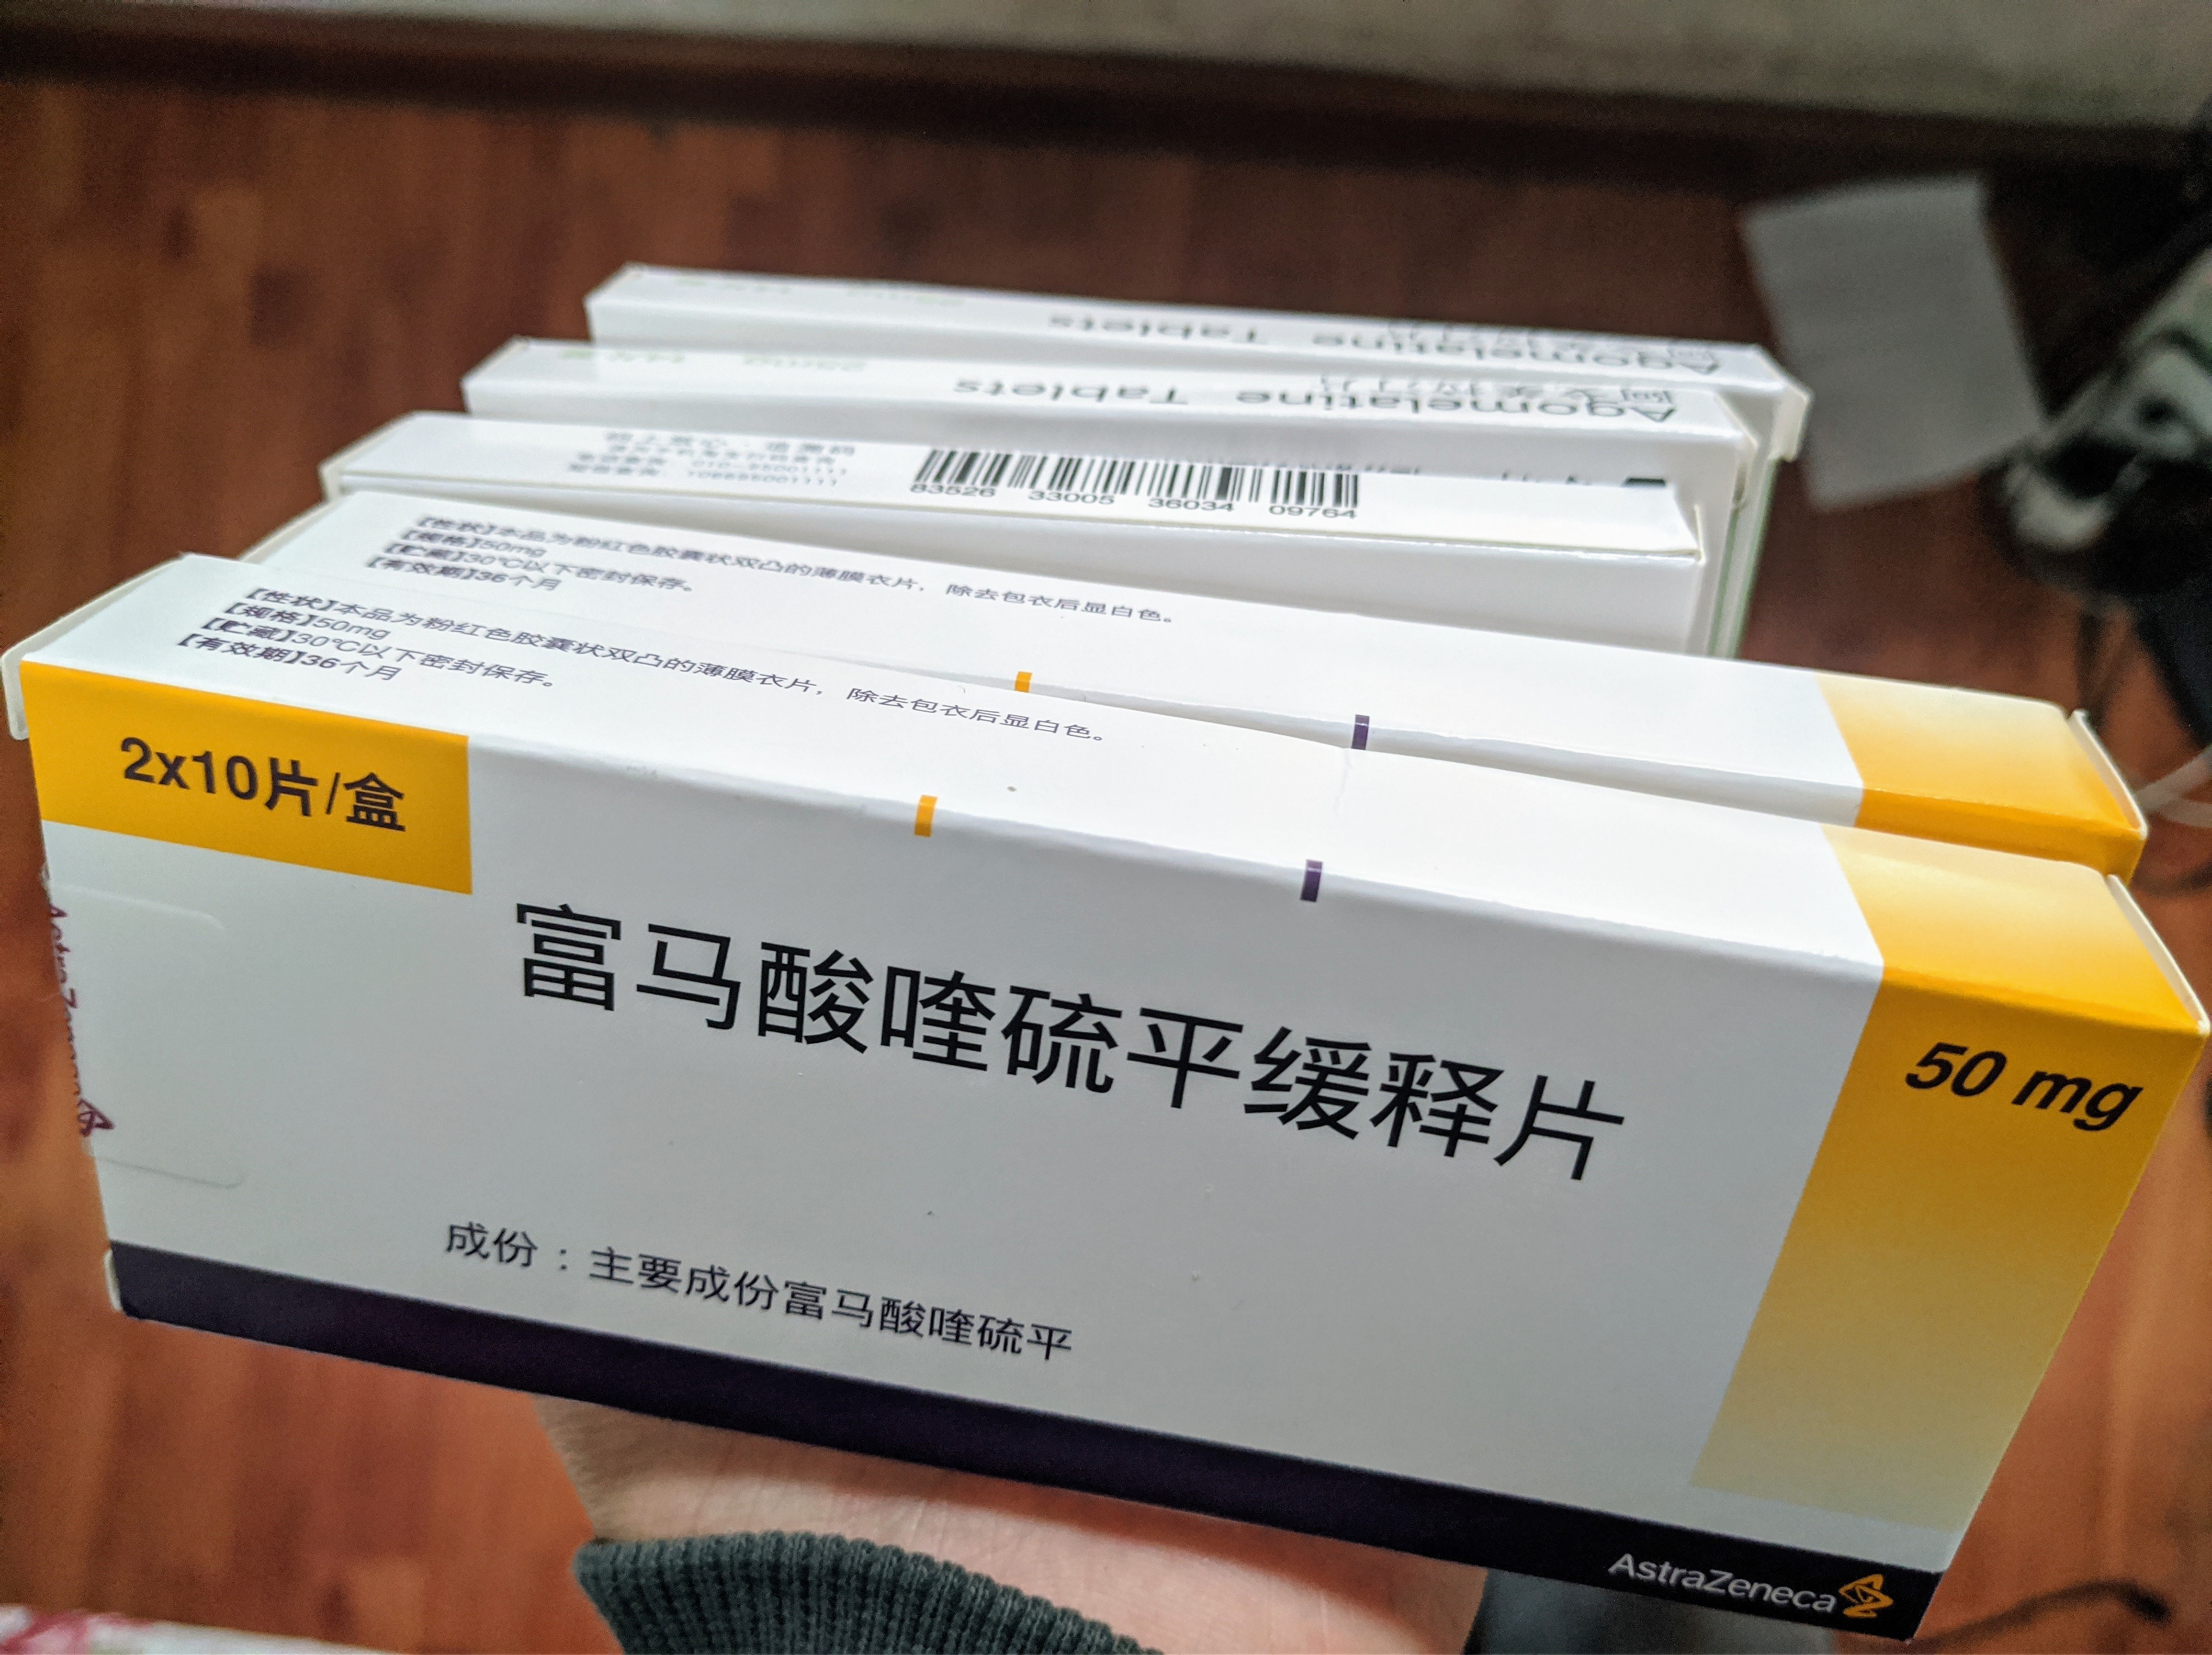 Agomelatine Tablets
Agomelatine Tablets
25mg
83526 33005 36034 09764
【性状】本品为粉红色胶囊状双凸的薄膜衣片，除去包衣后显白色。
【规格】50mg
【贮藏】30℃以下密封保存。
【有效期】36个月
【性状】本品为粉红色胶囊状双凸的薄膜衣片，除去包衣后显白色。
【规格】50mg
【贮藏】30℃以下密封保存。
【有效期】36个月
2x10片/盒
50 mg
富马酸喹硫平缓释片
成份：主要成份富马酸喹硫平
AstraZeneca
AstraZeneca